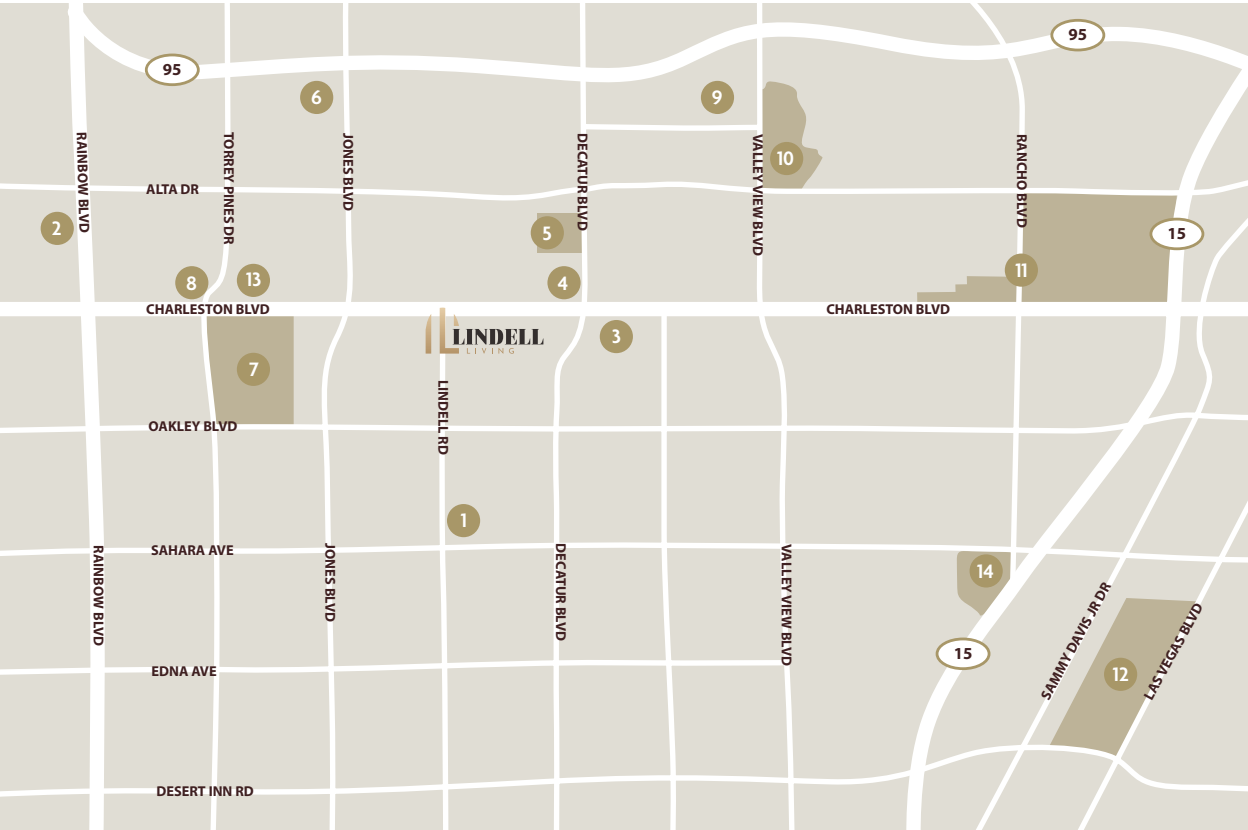 95
95
6
9
RAINBOW BLVD
TORREY PINES DR
JONES BLVD
DECATUR BLVD
VALLEY VIEW BLVD
10
RANCHO BLVD
ALTA DR
2
5
15
8
13
4
11
CHARLESTON BLVD
CHARLESTON BLVD
LINDELL
LIVING
3
7
LINDELL RD
OAKLEY BLVD
1
SAHARA AVE
RAINBOW BLVD
JONES BLVD
DECATUR BLVD
VALLEY VIEW BLVD
14
SAMMY DAVIS JR DR
LAS VEGAS BLVD
15
EDNA AVE
12
DESERT INN RD